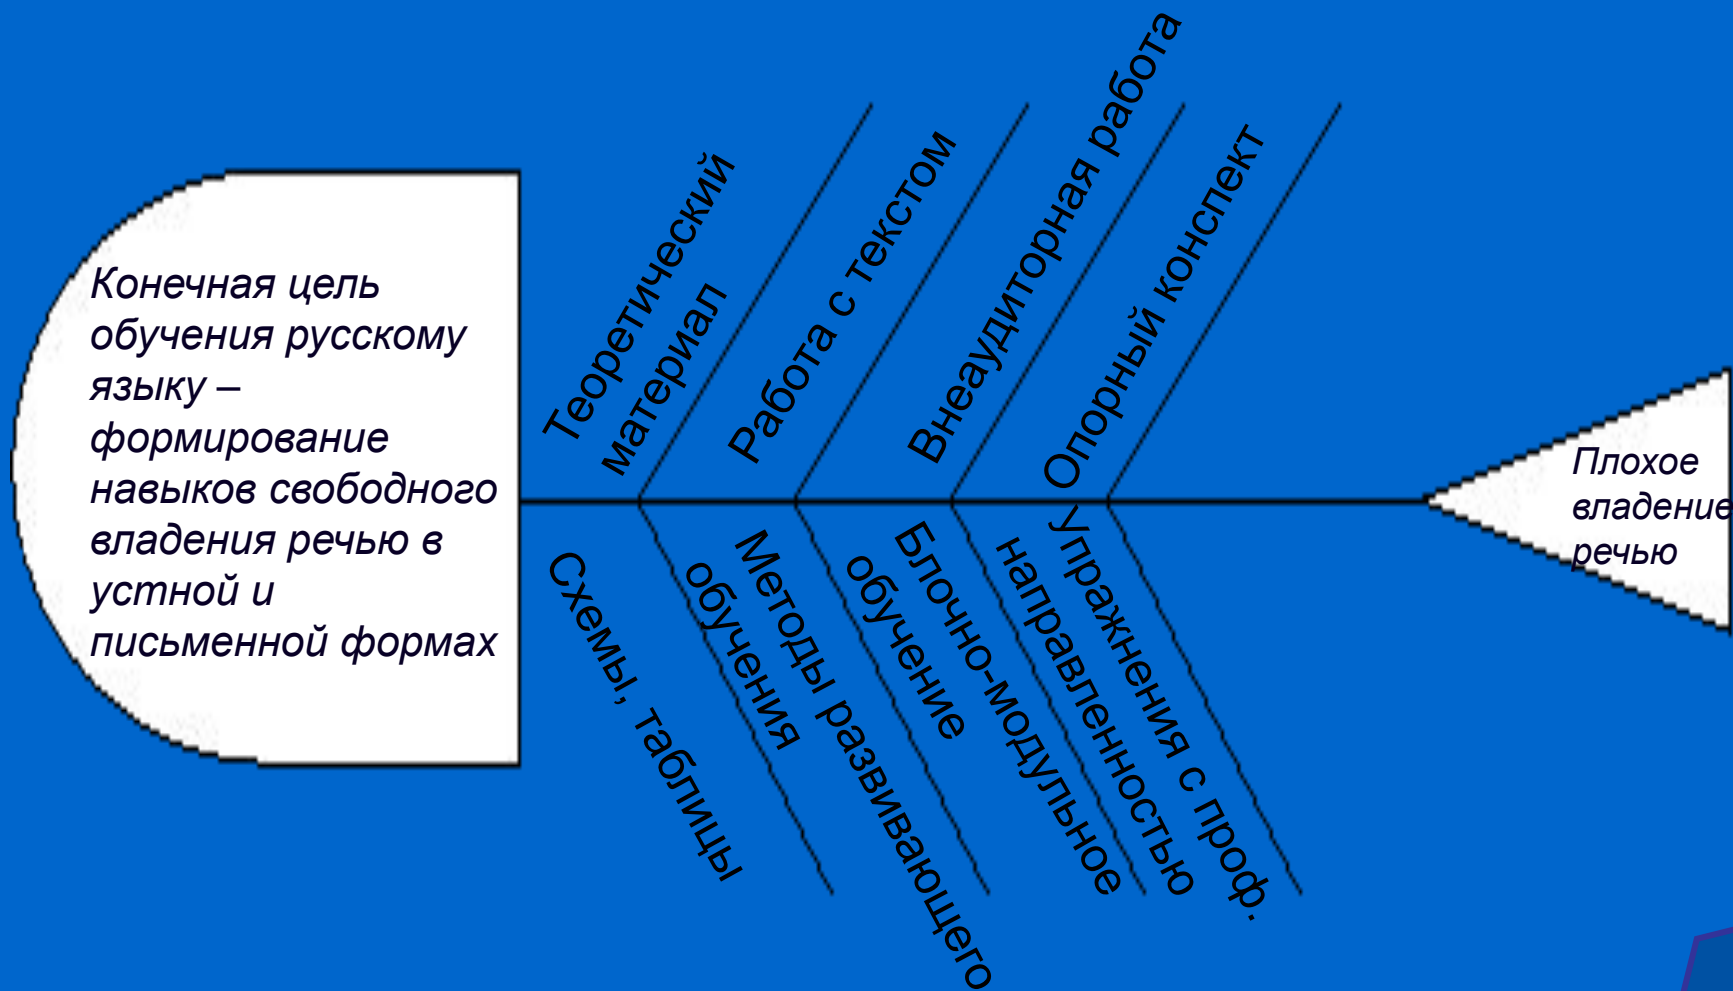 Конечная цель
обучения русскому
языку –
формирование
навыков свободного
владения речью в
устной и
письменной формах
Теоретический
материал
Работа с текстом
Внеаудиторная работа
Опорный конспект
Схемы, таблицы
Методы развивающего
обучения
Блочно-модульное
обучение
Упражнения с проф.
направленностью
Плохое
владение
речью